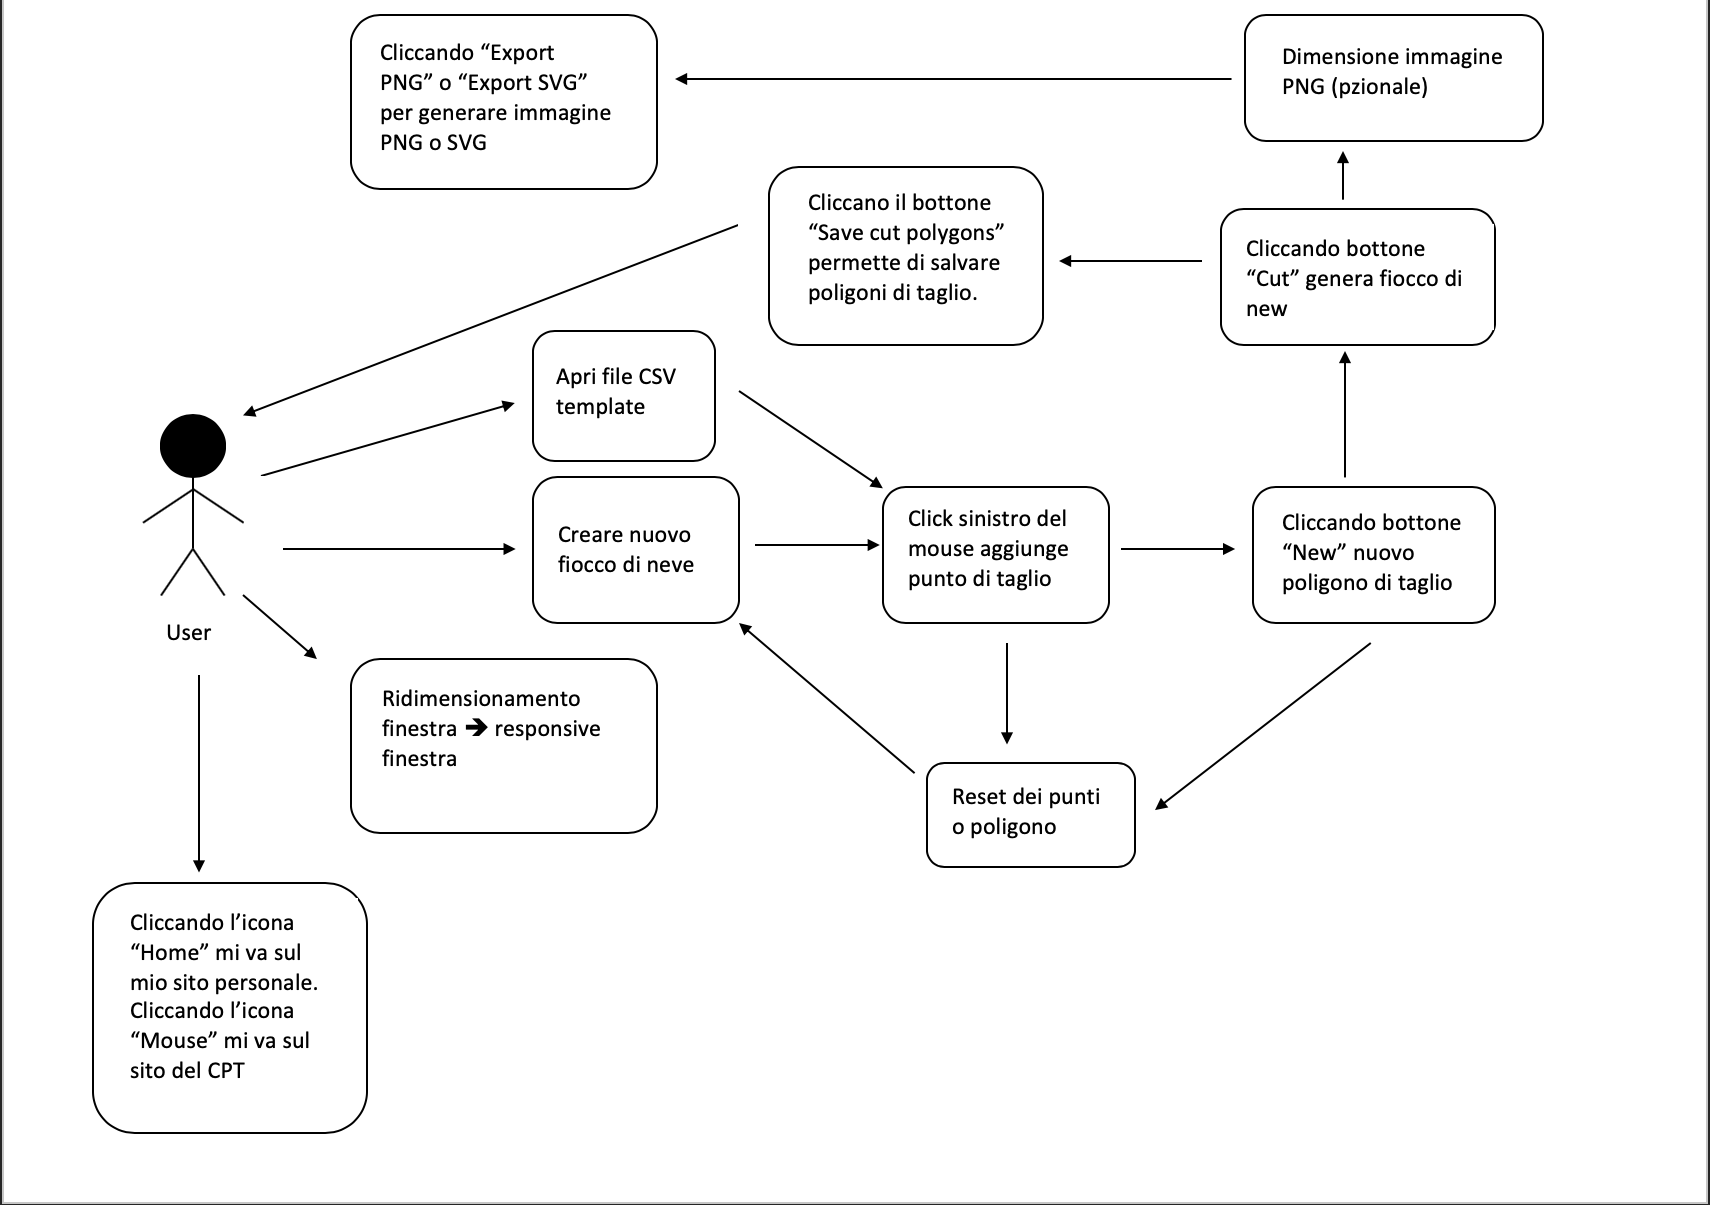 Cliccando “Export
PNG” o “Export SVG”
per generare immagine
PNG o SVG
Dimensione immagine
PNG (pzionale)
Cliccano il bottone
“Save cut polygons”
permette di salvare
poligoni di taglio.
Cliccando bottone
“Cut” genera fiocco di
new
Apri file CSV
template
Creare nuovo
fiocco di neve
Click sinistro del
mouse aggiunge
punto di taglio
Cliccando bottone
“New” nuovo
poligono di taglio
User
Ridimensionamento
finestra ➔ responsive
finestra
Reset dei punti
o poligono
Cliccando l’icona
“Home” mi va sul
mio sito personale.
Cliccando l’icona
“Mouse” mi va sul
sito del CPT